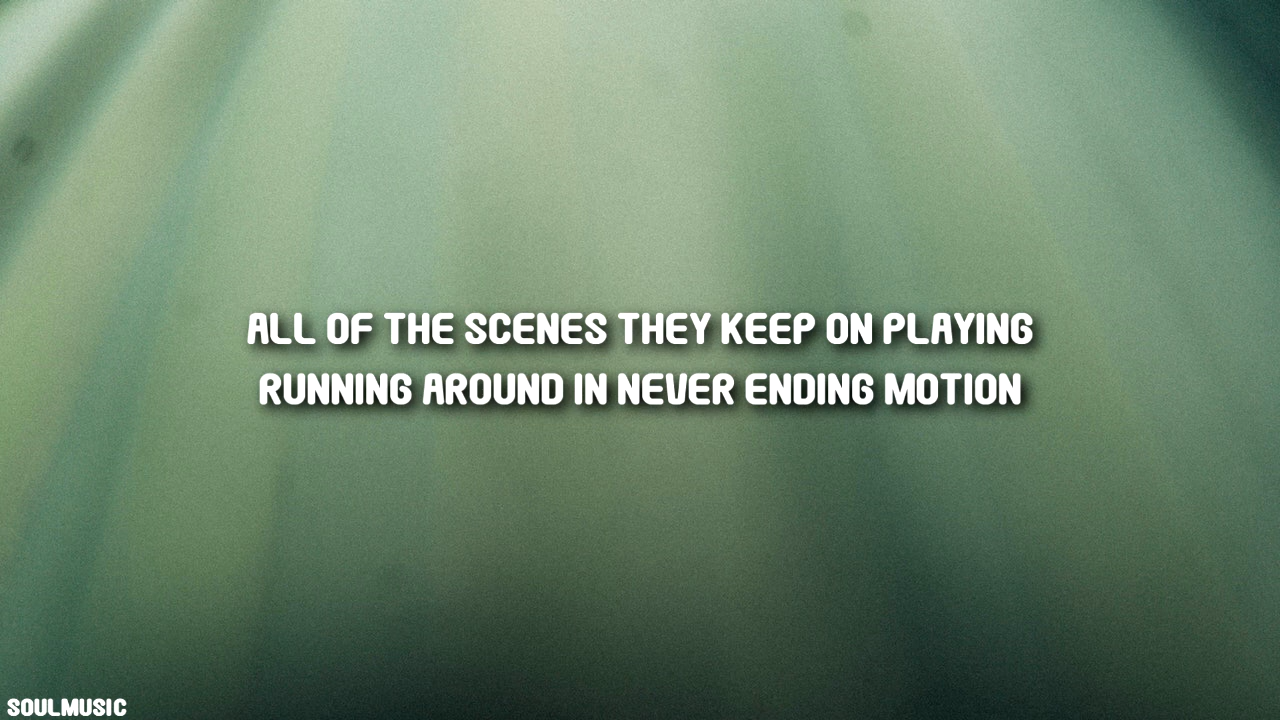 ALL OF THE SCENES THEY KEEP ON PLAYING
RUNNING AROUND IN NEVER ENDING MOTION
SOULMUSIC